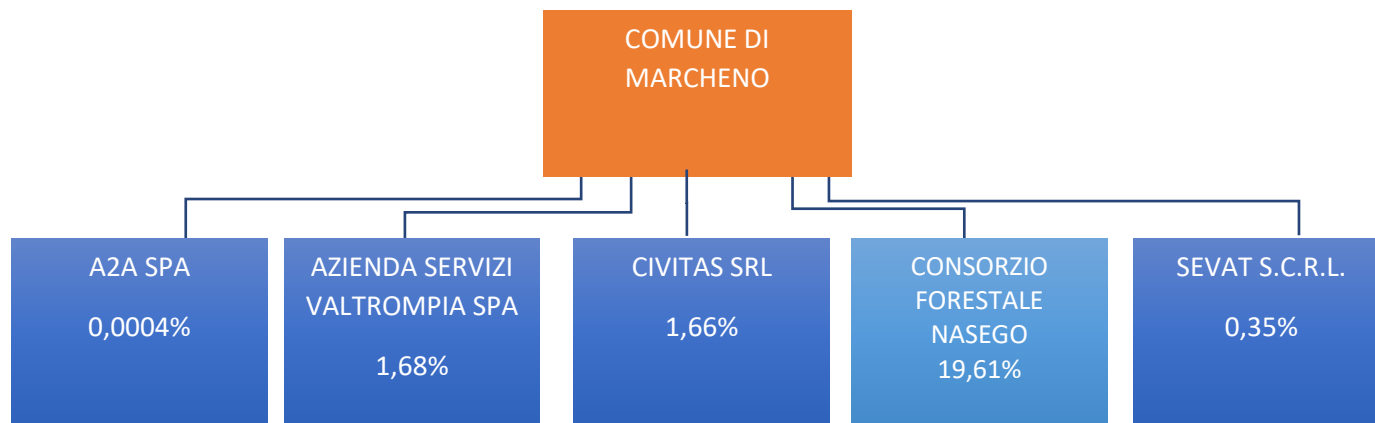 COMUNE DI
MARCHENO
A2A SPA
0,0004%
AZIENDA SERVIZI
VALTROMPIA SPA
1,68%
CIVITAS SRL
1,66%
CONSORZIO
FORESTALE
NASEGO
19,61%
SEVAT S.C.R.L.
0,35%